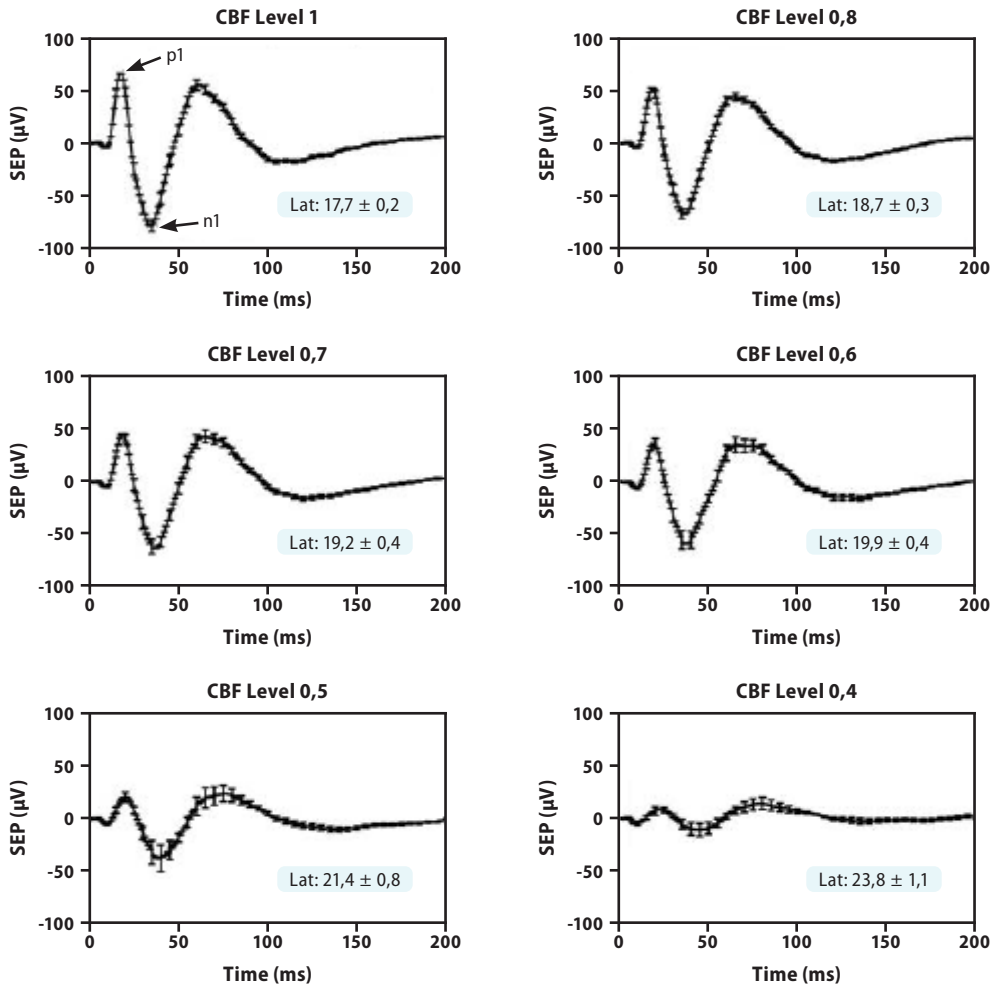 CBF Level 1
100
50
0
-50
-100
SEP (µV)
p1
n1
Lat: 17,7 ± 0,2
0 50 100 150 200
Time (ms)
CBF Level 0,8
100
50
0
-50
-100
SEP (µV)
Lat: 18,7 ± 0,3
0 50 100 150 200
Time (ms)
CBF Level 0,7
100
50
0
-50
-100
SEP (µV)
Lat: 19,2 ± 0,4
0 50 100 150 200
Time (ms)
CBF Level 0,6
100
50
0
-50
-100
SEP (µV)
Lat: 19,9 ± 0,4
0 50 100 150 200
Time (ms)
CBF Level 0,5
100
50
0
-50
-100
SEP (µV)
Lat: 21,4 ± 0,8
0 50 100 150 200
Time (ms)
CBF Level 0,4
100
50
0
-50
-100
SEP (µV)
Lat: 23,8 ± 1,1
0 50 100 150 200
Time (ms)